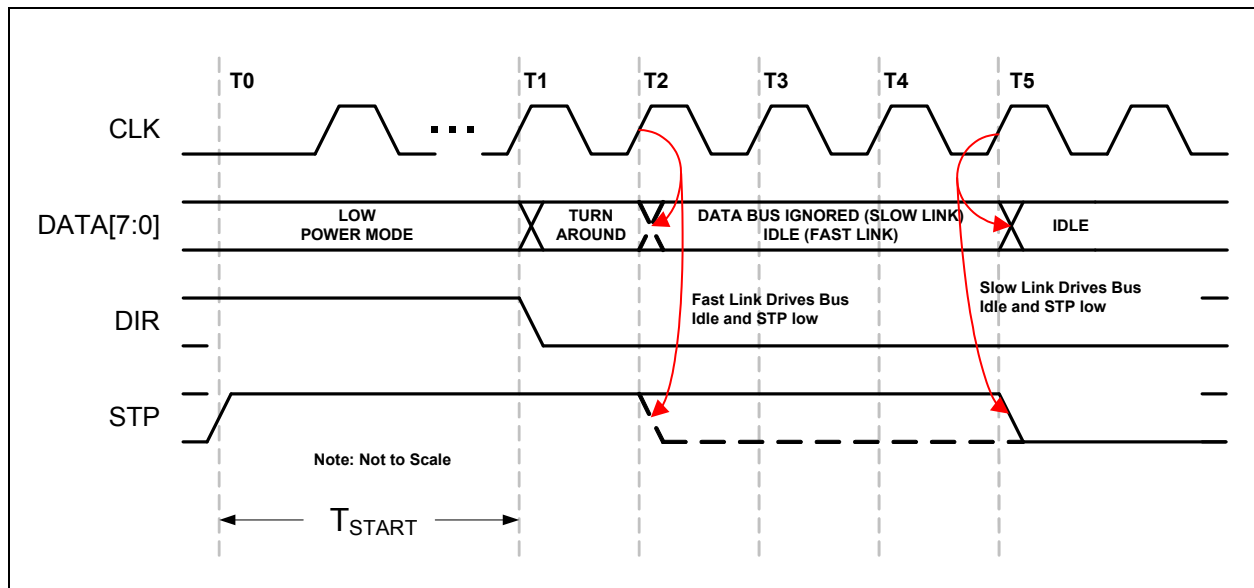 T0 T1 T2 T3 T4 T5
CLK
DATA[7:0]
LOW
POWER MODE
TURN
AROUND
DATA BUS IGNORED (SLOW LINK)
IDLE (FAST LINK)
IDLE
DIR
Fast Link Drives Bus
Idle and STP low
Slow Link Drives Bus
Idle and STP low
STP
Note: Not to Scale
TSTART